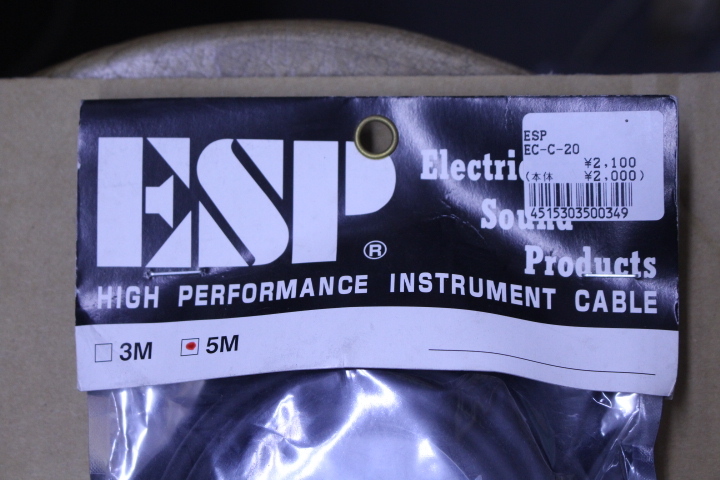 ESP®
Electric
Sound
Products
HIGH PERFORMANCE INSTRUMENT CABLE
ESP
EC-C-20
¥2,100
(本体 ¥2,000)
4515303500349
3M 5M